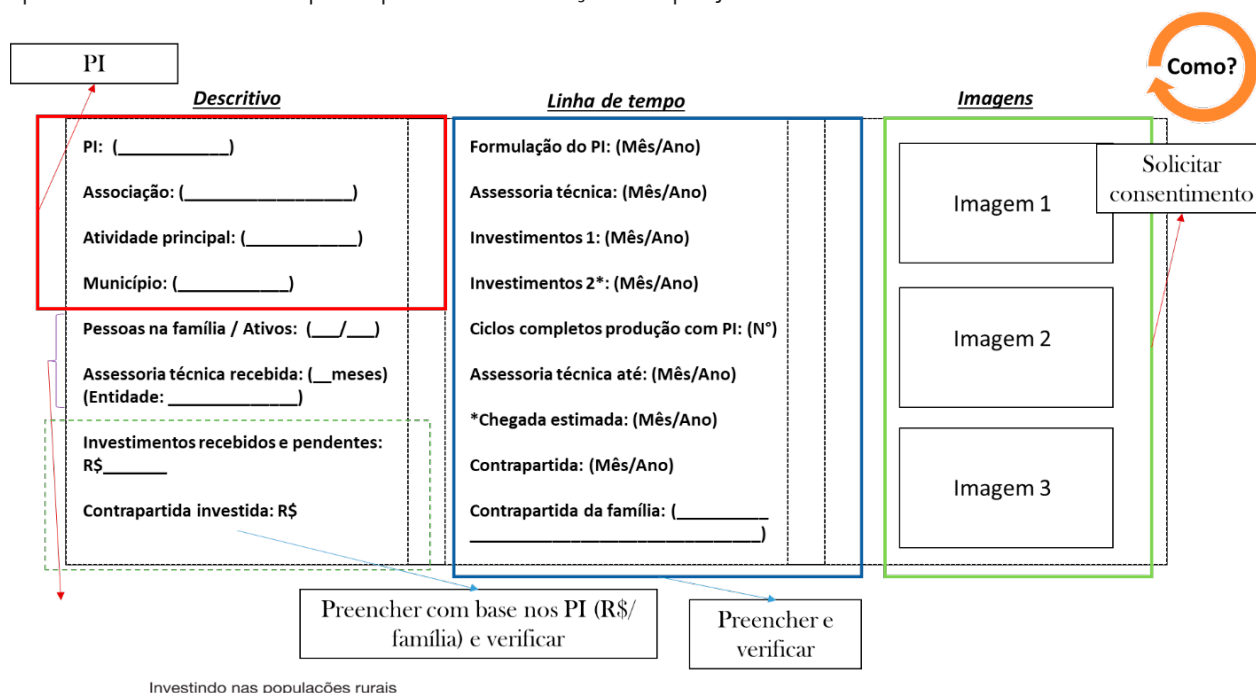 PI
Como?
Descritivo
Linha de tempo
Imagens
PI: (____________)
Associação: (__________________)
Atividade principal: (____________)
Município: (____________)
Pessoas na família / Ativos: (___/___)
Assessoria técnica recebida: (__meses)
(Entidade: ______________)
Investimentos recebidos e pendentes:
R$_______
Contrapartida investida: R$
Formulação do PI: (Mês/Ano)
Assessoria técnica: (Mês/Ano)
Investimentos 1: (Mês/Ano)
Investimentos 2*: (Mês/Ano)
Ciclos completos produção com PI: (N°)
Assessoria técnica até: (Mês/Ano)
*Chegada estimada: (Mês/Ano)
Contrapartida: (Mês/Ano)
Contrapartida da família: (__________
_______________________________)
Imagem 1
Imagem 2
Imagem 3
Solicitar
consentimento
Preencher com base nos PI (R$/
família) e verificar
Preencher e
verificar
Investindo nas populações rurais